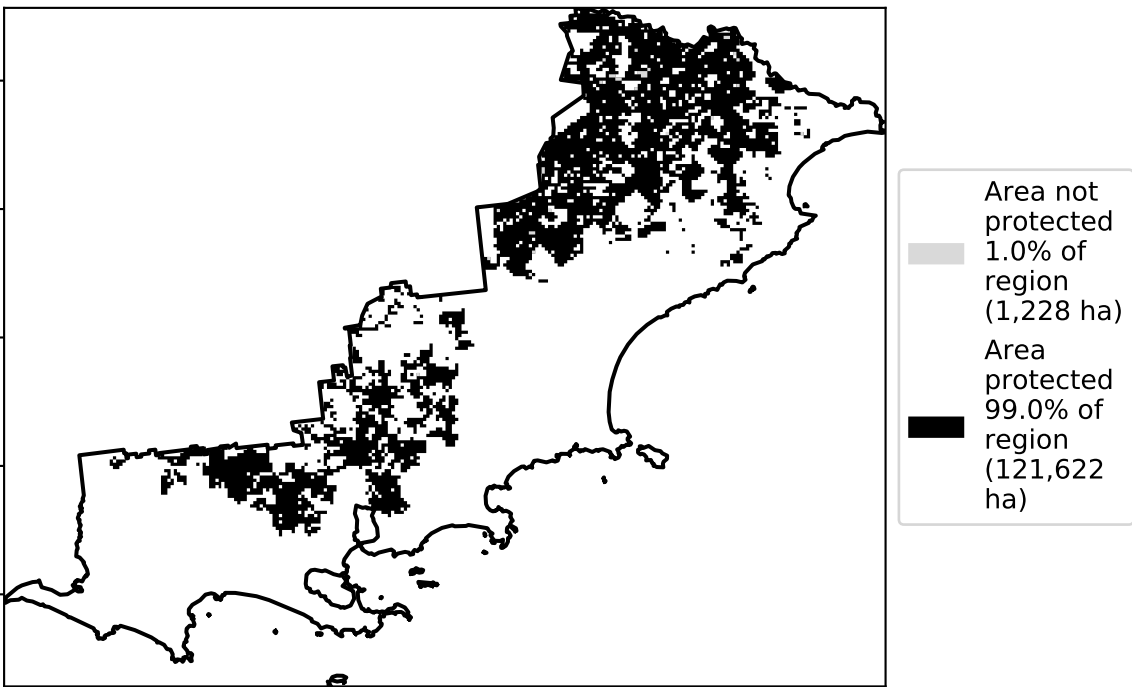 Area not
protected
1.0% of
region
(1,228 ha)
Area
protected
99.0% of
region
(121,622
ha)